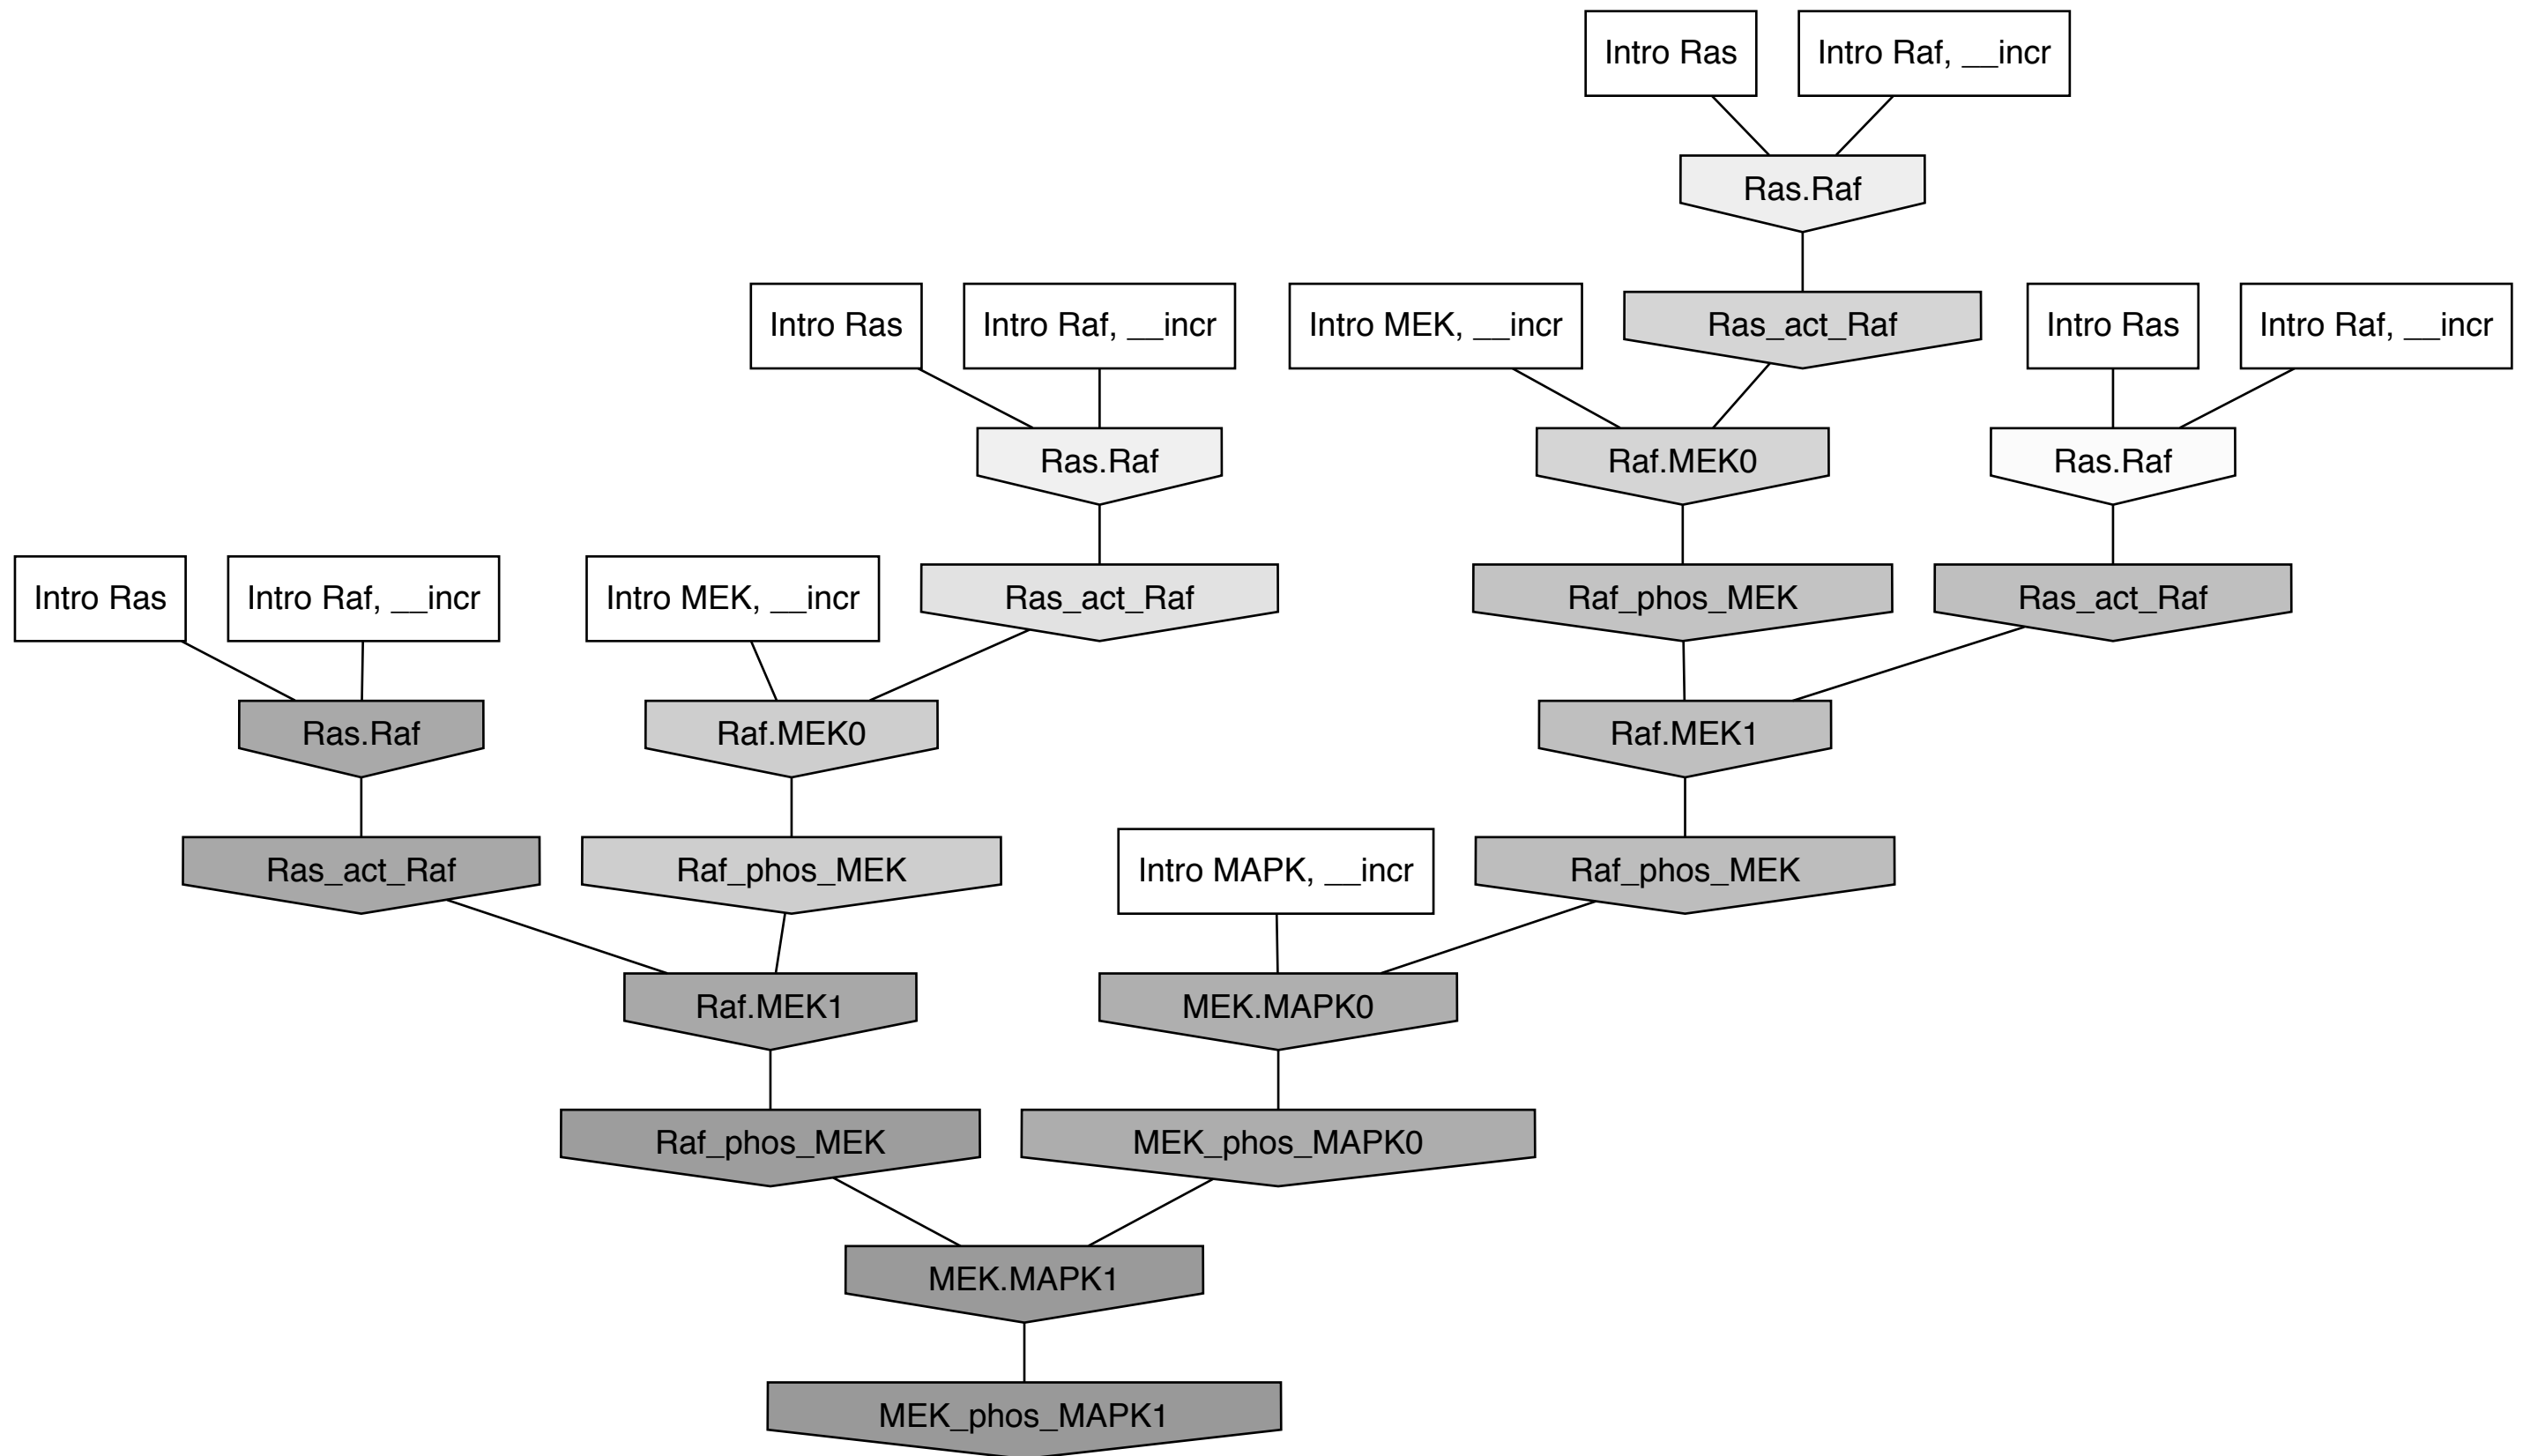 Intro Ras
Intro Raf, __incr
Ras.Raf
Intro Ras
Intro Raf, __incr
Intro MEK, __incr
Ras_act_Raf
Intro Ras
Intro Raf, __incr
Ras.Raf
Raf.MEK0
Ras.Raf
Intro Ras
Intro Raf, __incr
Intro MEK, __incr
Ras_act_Raf
Raf_phos_MEK
Ras_act_Raf
Ras.Raf
Raf.MEK0
Raf.MEK1
Ras_act_Raf
Raf_phos_MEK
Intro MAPK, __incr
Raf_phos_MEK
Raf.MEK1
MEK.MAPK0
Raf_phos_MEK
MEK_phos_MAPK0
MEK.MAPK1
MEK_phos_MAPK1